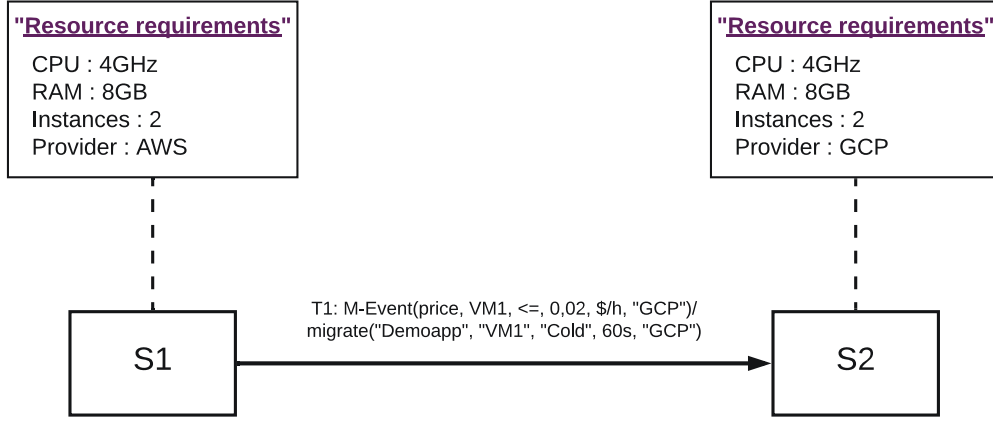 "Resource requirements"
CPU : 4GHz
RAM : 8GB
Instances : 2
Provider : AWS
"Resource requirements"
CPU : 4GHz
RAM : 8GB
Instances : 2
Provider : GCP
T1: M-Event(price, VM1, <=, 0,02, $/h, "GCP")/
migrate("Demoapp", "VM1", "Cold", 60s, "GCP")
S1
S2